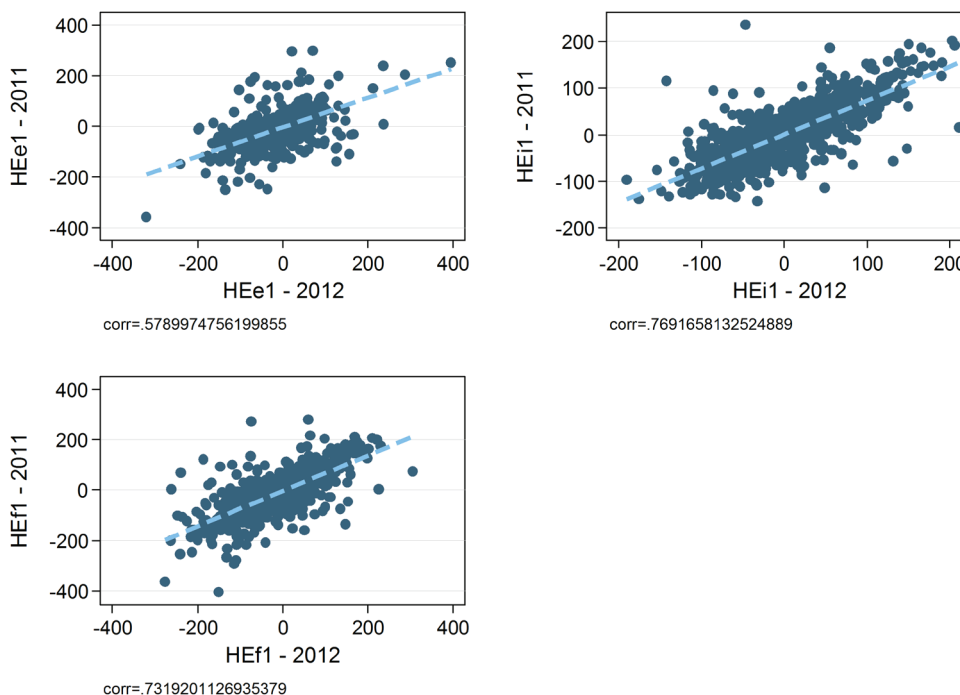 400
200
0
-200
-400
HEe1 - 2011
-400 -200 0 200 400
HEe1 - 2012
corr=.5789974756199855
200
100
0
-100
-200
HEi1 - 2011
-200 -100 0 100 200
HEi1 - 2012
corr=.7691658132524889
400
200
0
-200
-400
HEf1 - 2011
-400 -200 0 200 400
HEf1 - 2012
corr=.7319201126935379